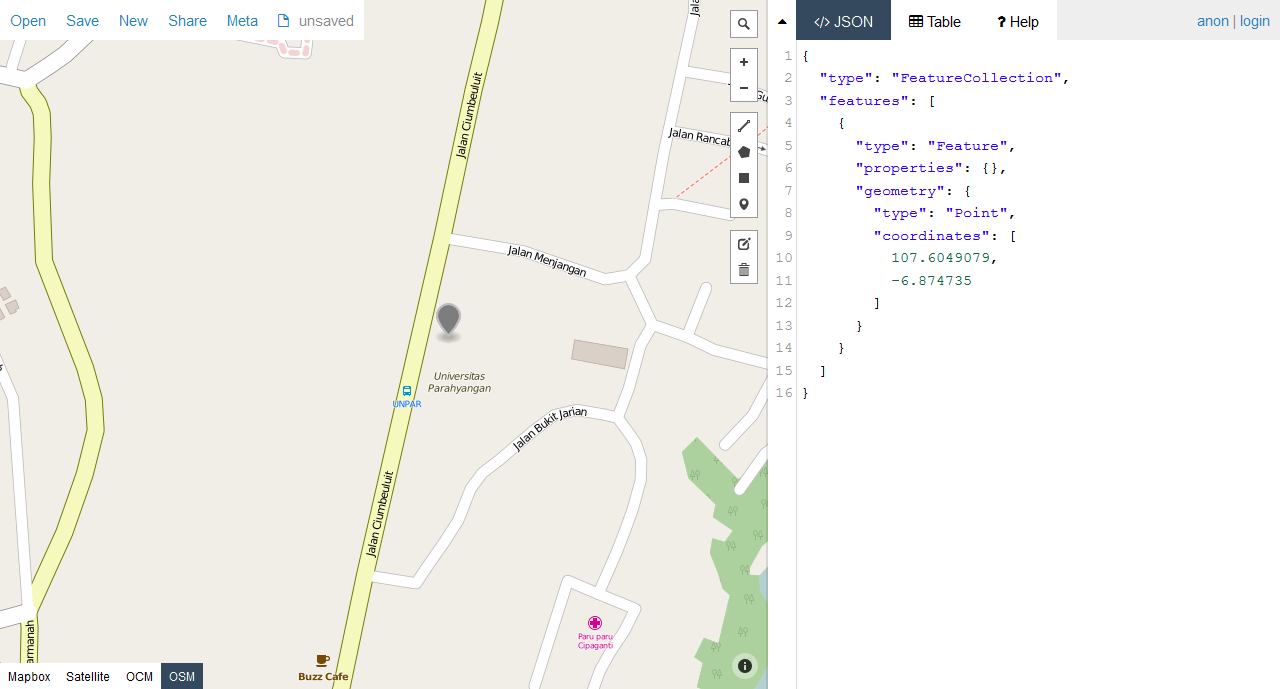 Open Save New Share Meta unsaved
</> JSON Table ? Help
anon | login
Jalan Ciumbeuluit
Jalan
Jalan Rancab
Gu
Jalan Menjangan
Universitas
Parahyangan
UNPAR
Jalan Bukit Jarian
Jalan Ciumbeuluit
Paru paru
Cipaganti
armanah
Buzz Cafe
Mapbox Satellite OCM OSM
1 {
2 "type": "FeatureCollection",
3 "features": [
4 {
5 "type": "Feature",
6 "properties": {},
7 "geometry": {
8 "type": "Point",
9 "coordinates": [
10 107.6049079,
11 -6.874735
12 ]
13 }
14 }
15 ]
16 }